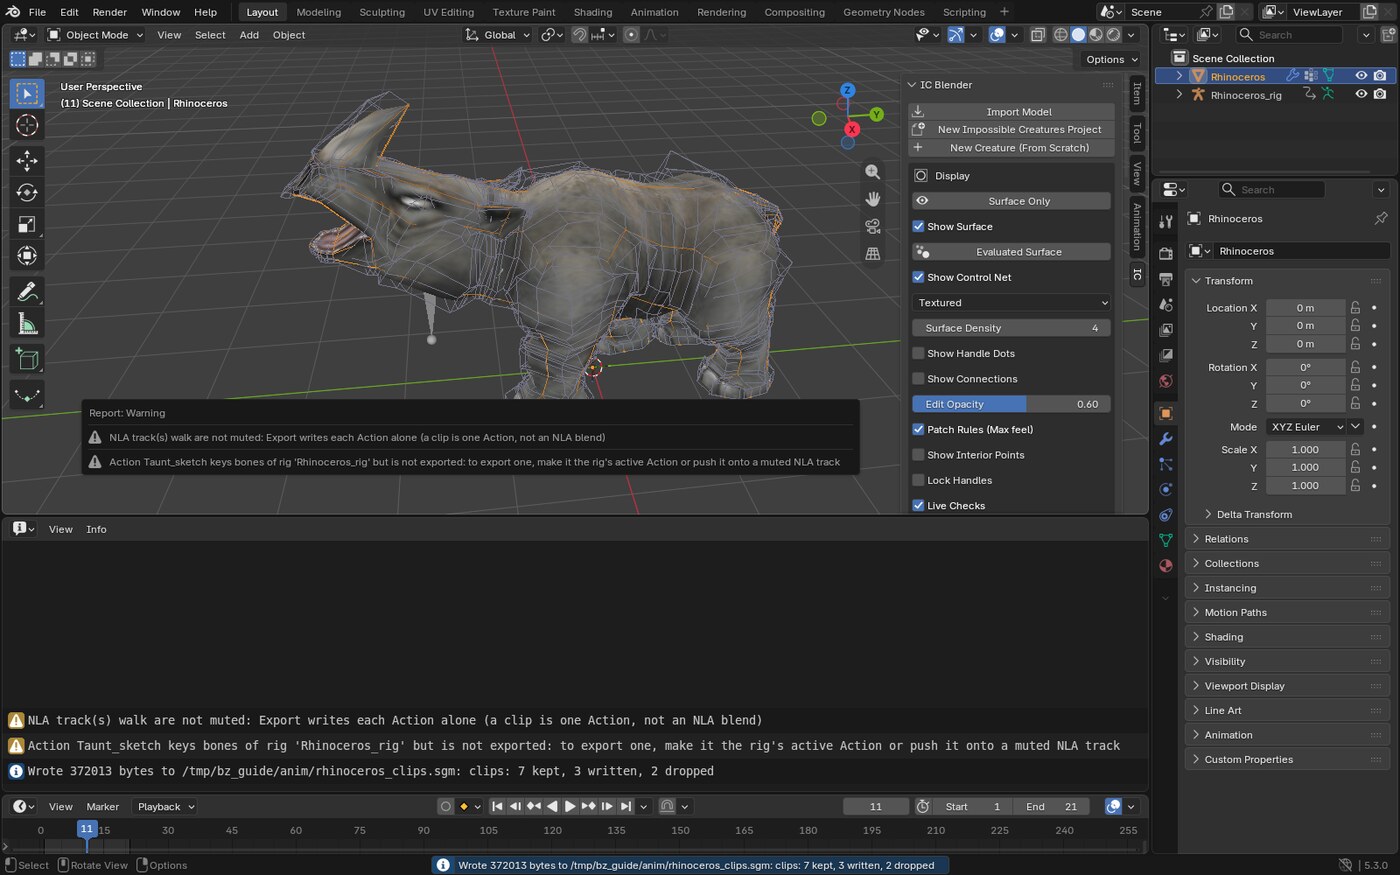 File Edit Render Window Help Layout Modeling Sculpting UV Editing Texture Paint Shading Animation Rendering Compositing Geometry Nodes Scripting Scene ViewLayer
Object Mode View Select Add Object Global Search
Options
User Perspective
(11) Scene Collection | Rhinoceros
Z
Y
X
IC Blender
Import Model
New Impossible Creatures Project
New Creature (From Scratch)
Display
Surface Only
Show Surface
Evaluated Surface
Show Control Net
Textured
Surface Density 4
Show Handle Dots
Show Connections
Edit Opacity 0.60
Patch Rules (Max feel)
Show Interior Points
Lock Handles
Live Checks
Item
Tool
View
Animation
IC
Report: Warning
NLA track(s) walk are not muted: Export writes each Action alone (a clip is one Action, not an NLA blend)
Action Taunt_sketch keys bones of rig 'Rhinoceros_rig' but is not exported: to export one, make it the rig's active Action or push it onto a muted NLA track
View Info
NLA track(s) walk are not muted: Export writes each Action alone (a clip is one Action, not an NLA blend)
Action Taunt_sketch keys bones of rig 'Rhinoceros_rig' but is not exported: to export one, make it the rig's active Action or push it onto a muted NLA track
Wrote 372013 bytes to /tmp/bz_guide/anim/rhinoceros_clips.sgm: clips: 7 kept, 3 written, 2 dropped
View Marker Playback 11 Start 1 End 21
0 11 15 30 45 60 75 90 105 120 135 150 165 180 195 210 225 240 255
Select Rotate View Options Wrote 372013 bytes to /tmp/bz_guide/anim/rhinoceros_clips.sgm: clips: 7 kept, 3 written, 2 dropped 5.3.0
Scene Collection
Rhinoceros
Rhinoceros_rig
Search
Rhinoceros
Rhinoceros
Transform
Location X 0 m
Y 0 m
Z 0 m
Rotation X 0°
Y 0°
Z 0°
Mode XYZ Euler
Scale X 1.000
Y 1.000
Z 1.000
Delta Transform
Relations
Collections
Instancing
Motion Paths
Shading
Visibility
Viewport Display
Line Art
Animation
Custom Properties